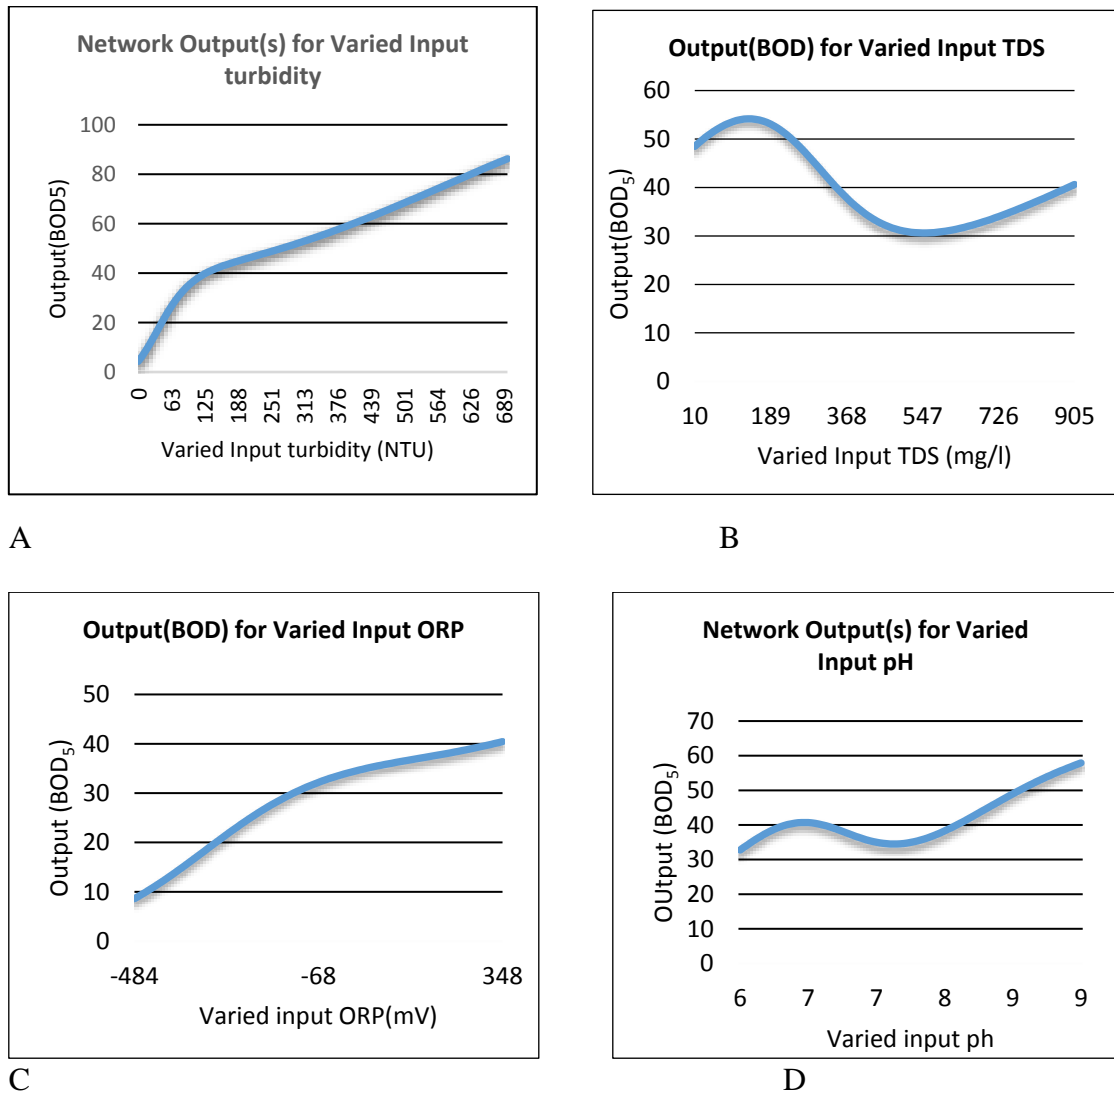 Network Output(s) for Varied Input
turbidity
100
80
60
40
20
0
Output(BOD5)
0 63 125 188 251 313 376 439 501 564 626 689
Varied Input turbidity (NTU)
A
Output(BOD) for Varied Input TDS
60
50
40
30
20
10
0
Output(BOD₅)
10 189 368 547 726 905
Varied Input TDS (mg/l)
B
Output(BOD) for Varied Input ORP
50
40
30
20
10
0
Output (BOD₅)
-484 -68 348
Varied input ORP(mV)
C
Network Output(s) for Varied
Input pH
70
60
50
40
30
20
10
0
OUtput (BOD₅)
6 7 7 8 9 9
Varied input ph
D